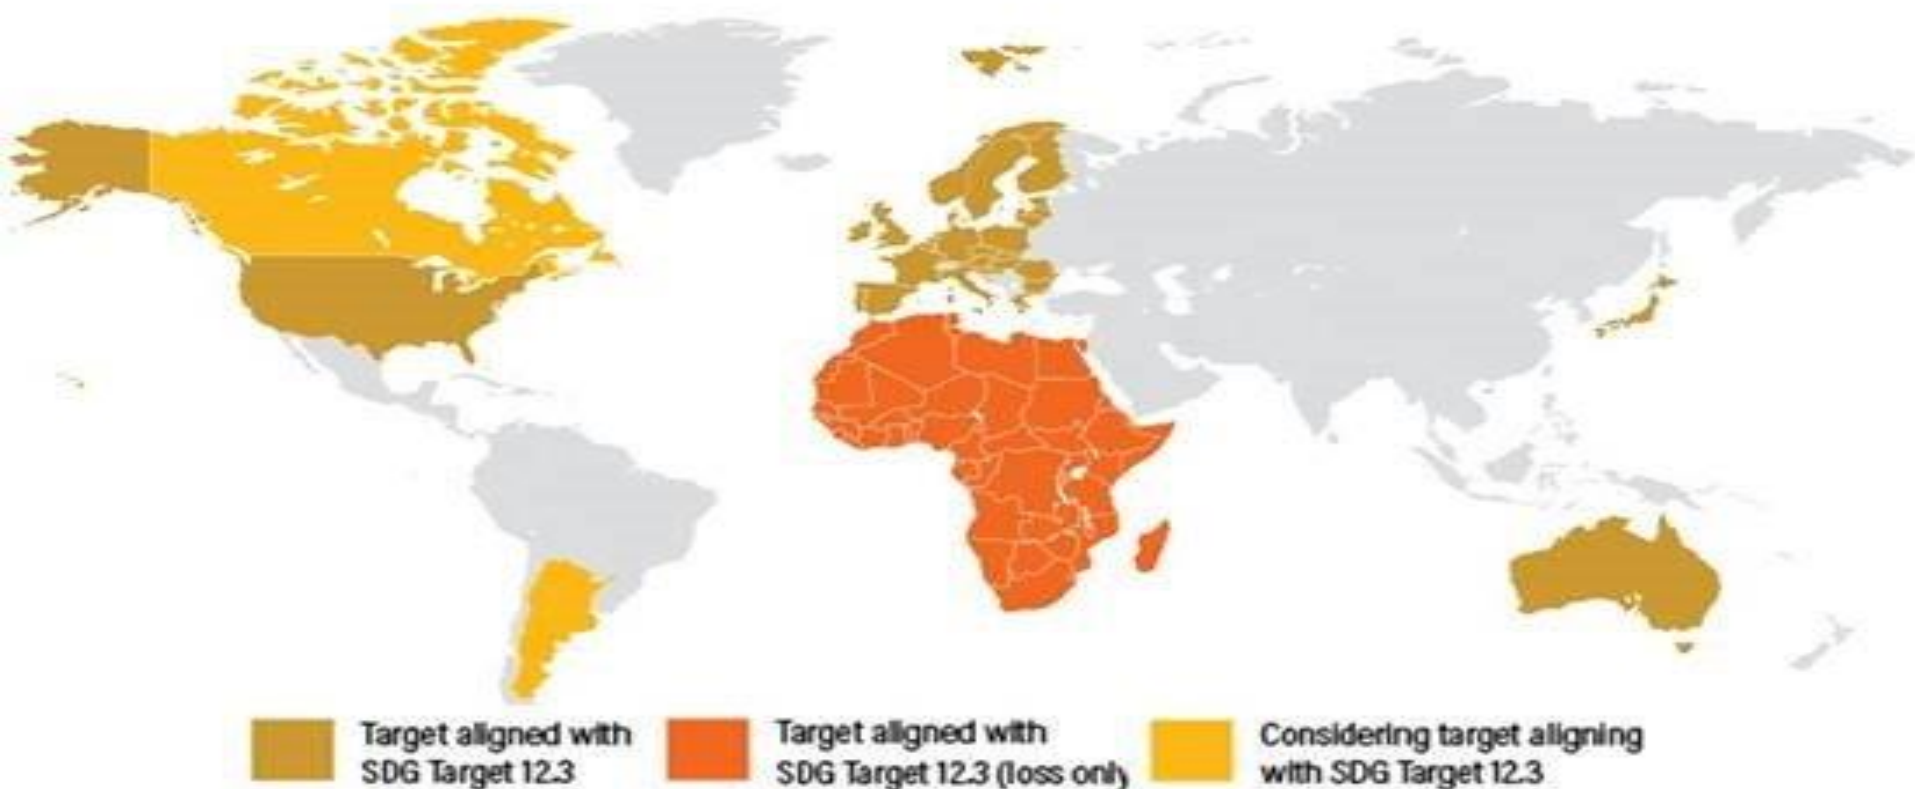 Target aligned with
SDG Target 12.3
Target aligned with
SDG Target 12.3 (loss only
Considering target aligning
with SDG Target 12.3